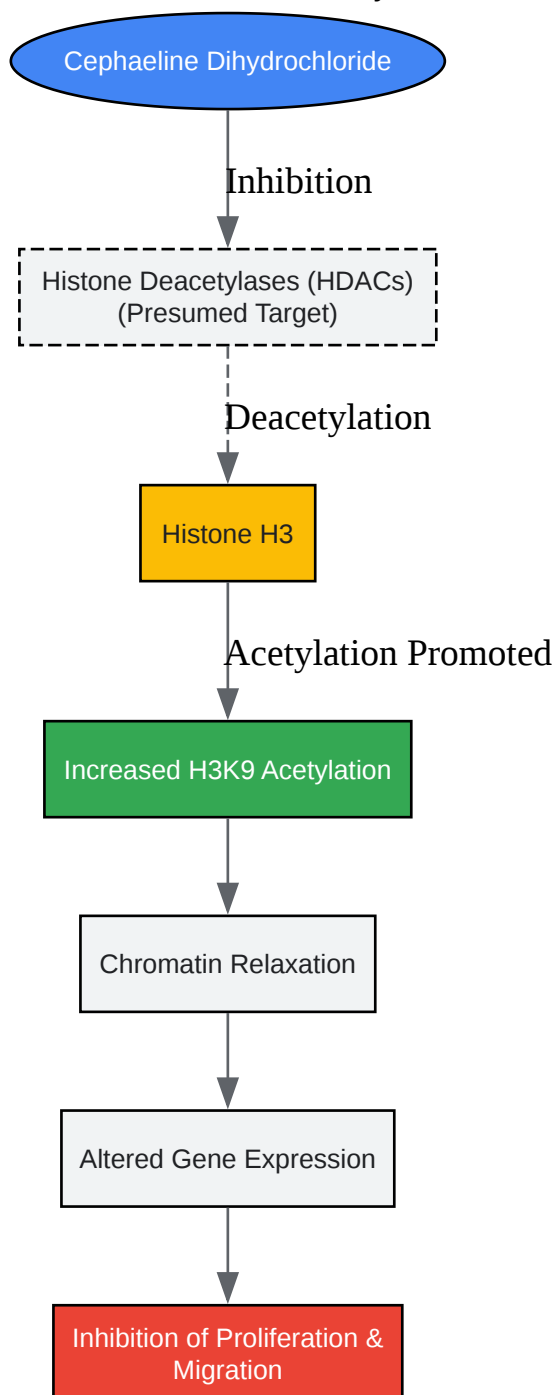 Cephaeline Dihydrochloride
Inhibition
Histone Deacetylases (HDACs)
(Presumed Target)
Deacetylation
Histone H3
Acetylation Promoted
Increased H3K9 Acetylation
Chromatin Relaxation
Altered Gene Expression
Inhibition of Proliferation &
Migration